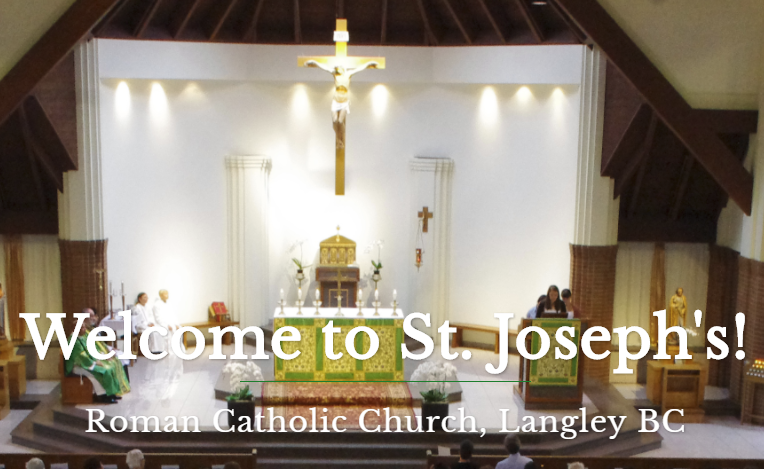 Welcome to St. Joseph's!
Roman Catholic Church, Langley BC